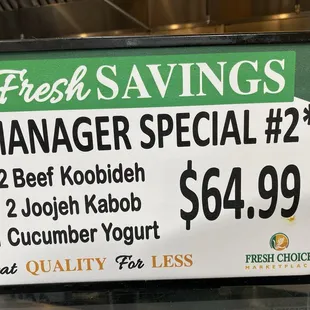 Fresh SAVINGS
MANAGER SPECIAL #2*
2 Beef Koobideh
2 Joojeh Kabob
Cucumber Yogurt
$64.99
QUALITY For LESS
FRESH CHOICE
MARKETPLACE